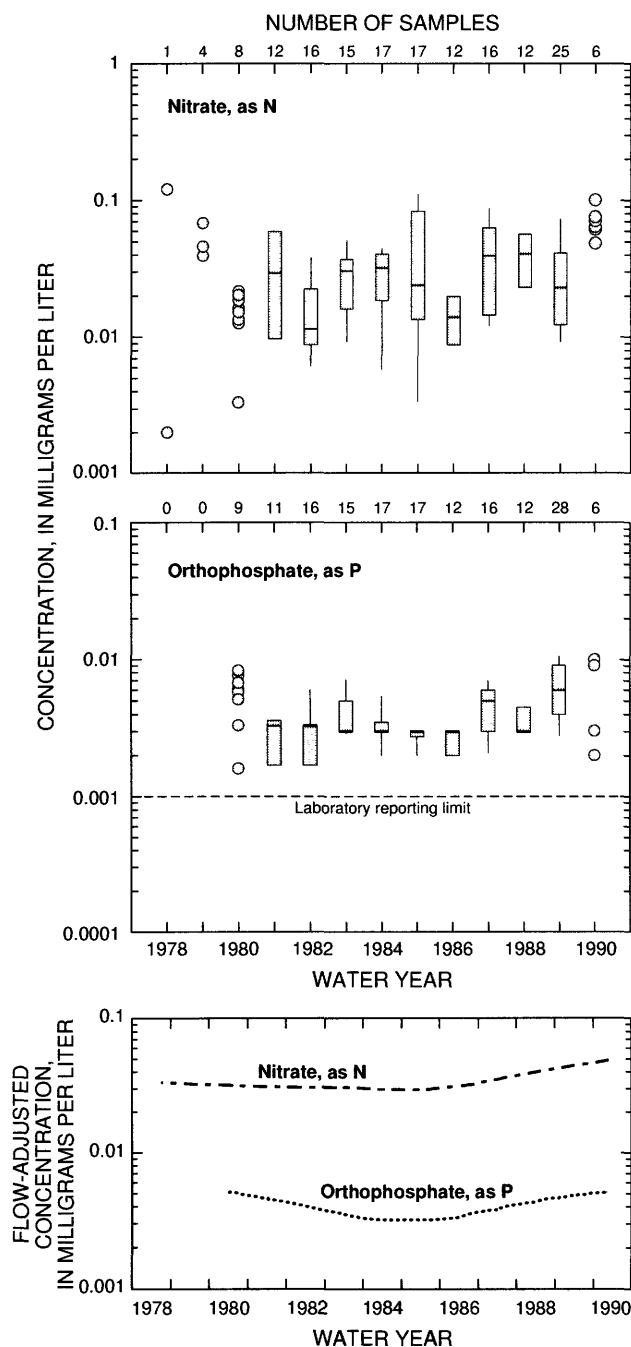 NUMBER OF SAMPLES
1 4 8 12 16 15 17 17 12 16 12 25 6
1
Nitrate, as N
0.1
0.01
0.001
CONCENTRATION, IN MILLIGRAMS PER LITER
0 0 9 11 16 15 17 17 12 16 12 28 6
0.1
Orthophosphate, as P
0.01
0.001
Laboratory reporting limit
0.0001
1978 1980 1982 1984 1986 1988 1990
WATER YEAR
FLOW-ADJUSTED
CONCENTRATION,
IN MILLIGRAMS PER LITER
0.1
Nitrate, as N
0.01
Orthophosphate, as P
0.001
1978 1980 1982 1984 1986 1988 1990
WATER YEAR